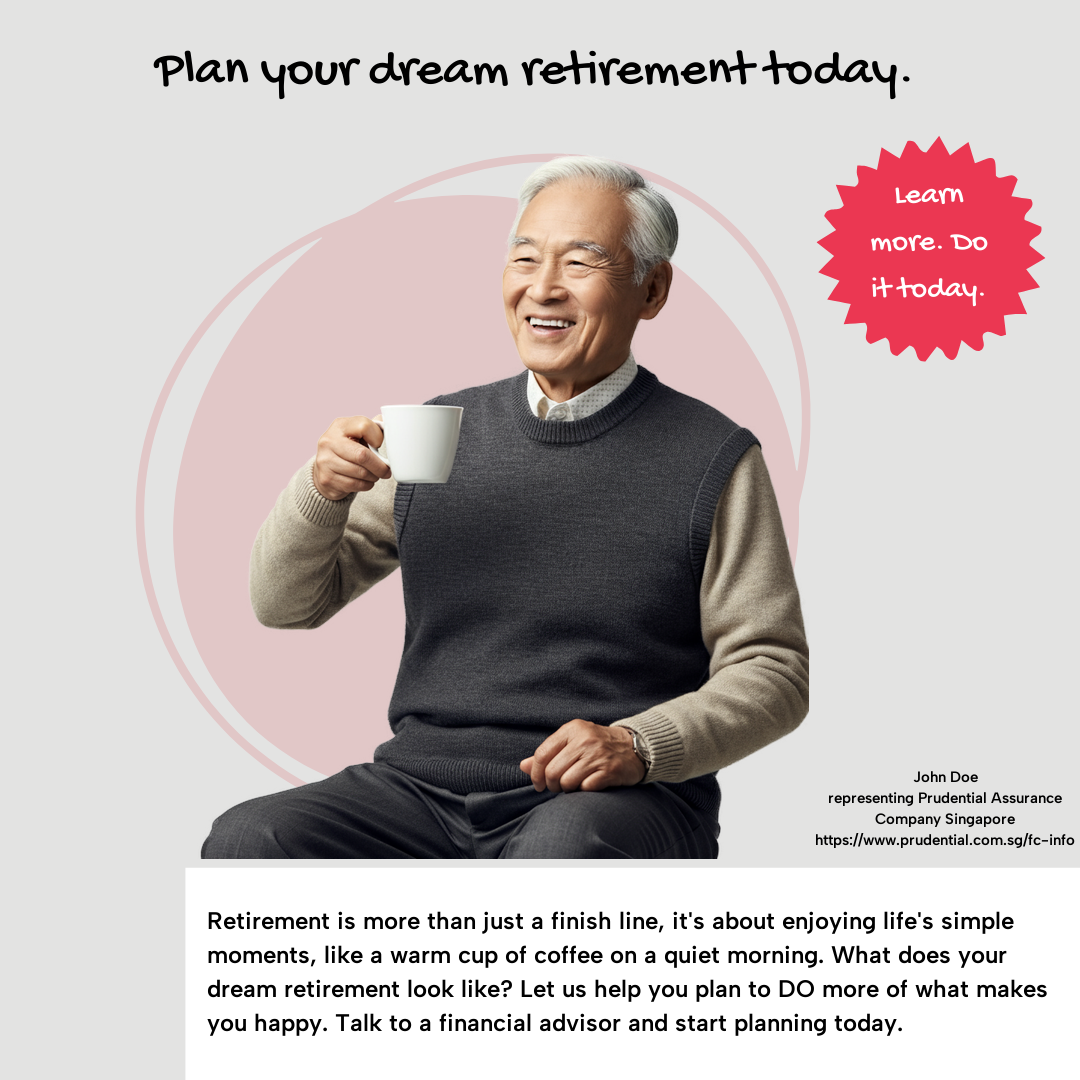 Plan your dream retirement today.
Learn
more. Do
it today.
John Doe
representing Prudential Assurance
Company Singapore
https://www.prudential.com.sg/fc-info
Retirement is more than just a finish line, it's about enjoying life's simple
moments, like a warm cup of coffee on a quiet morning. What does your
dream retirement look like? Let us help you plan to DO more of what makes
you happy. Talk to a financial advisor and start planning today.